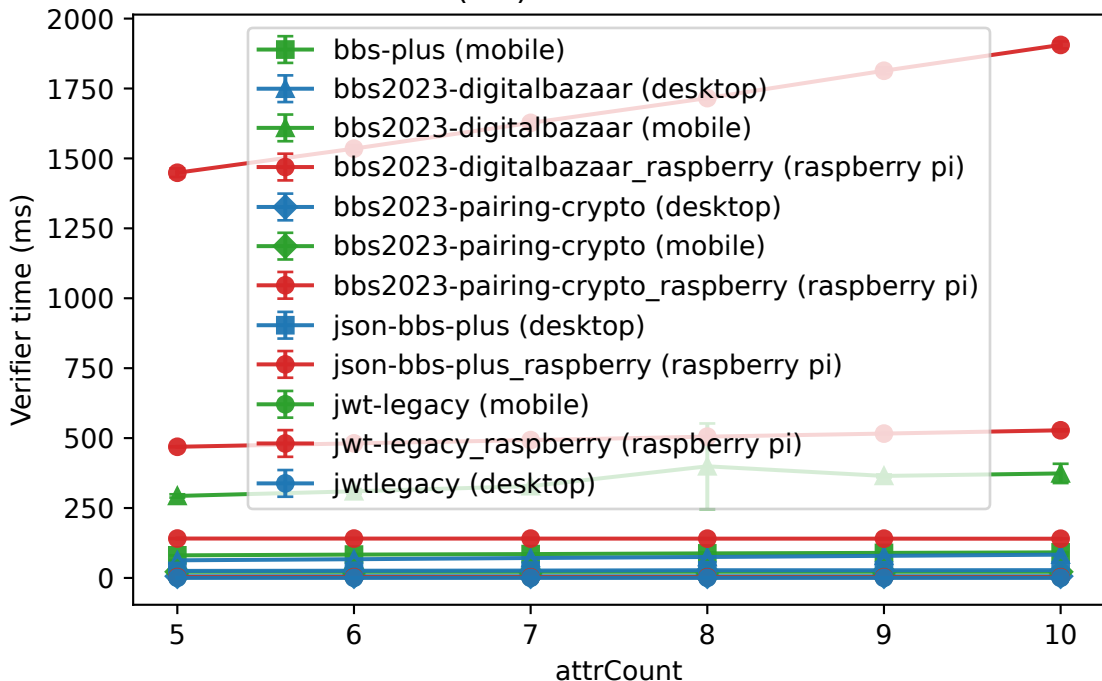 2000
1750
1500
1250
1000
750
500
250
0
Verifier time (ms)
bbs-plus (mobile)
bbs2023-digitalbazaar (desktop)
bbs2023-digitalbazaar (mobile)
bbs2023-digitalbazaar_raspberry (raspberry pi)
bbs2023-pairing-crypto (desktop)
bbs2023-pairing-crypto (mobile)
bbs2023-pairing-crypto_raspberry (raspberry pi)
json-bbs-plus (desktop)
json-bbs-plus_raspberry (raspberry pi)
jwt-legacy (mobile)
jwt-legacy_raspberry (raspberry pi)
jwtlegacy (desktop)
5 6 7 8 9 10
attrCount